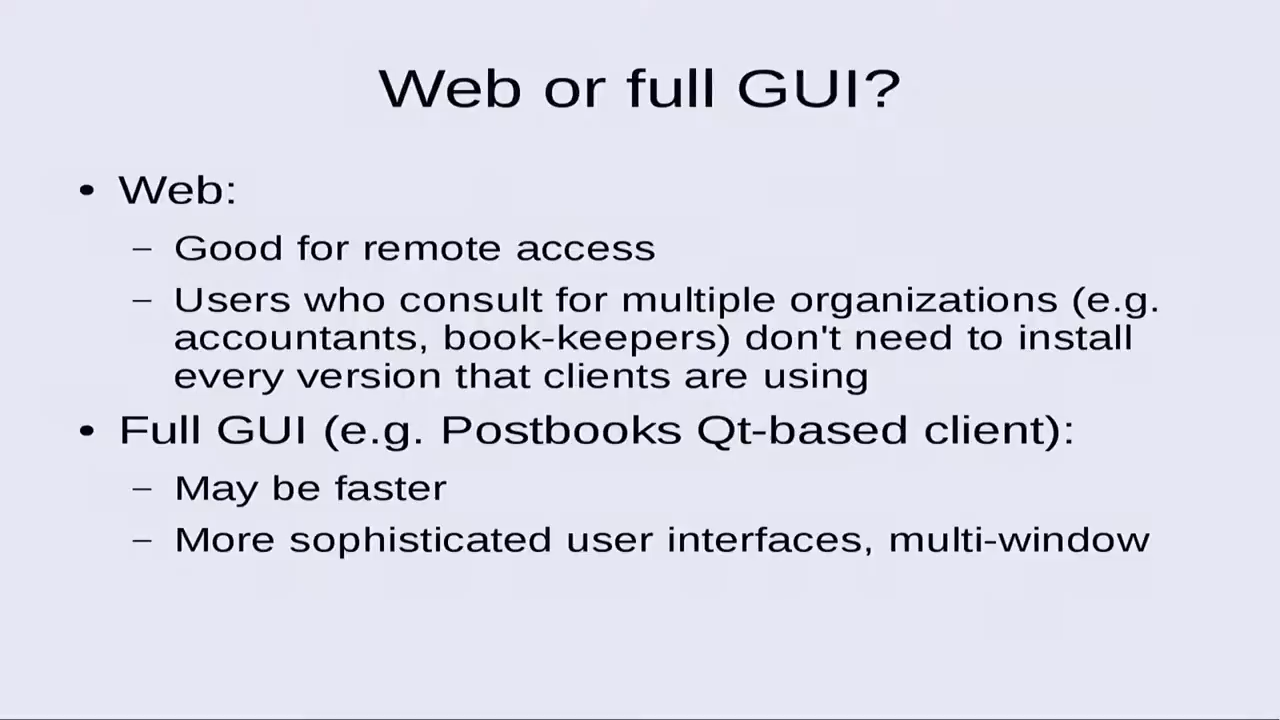 Web or full GUI?
• Web:
– Good for remote access
– Users who consult for multiple organizations (e.g.
accountants, book-keepers) don't need to install
every version that clients are using
• Full GUI (e.g. Postbooks Qt-based client):
– May be faster
– More sophisticated user interfaces, multi-window